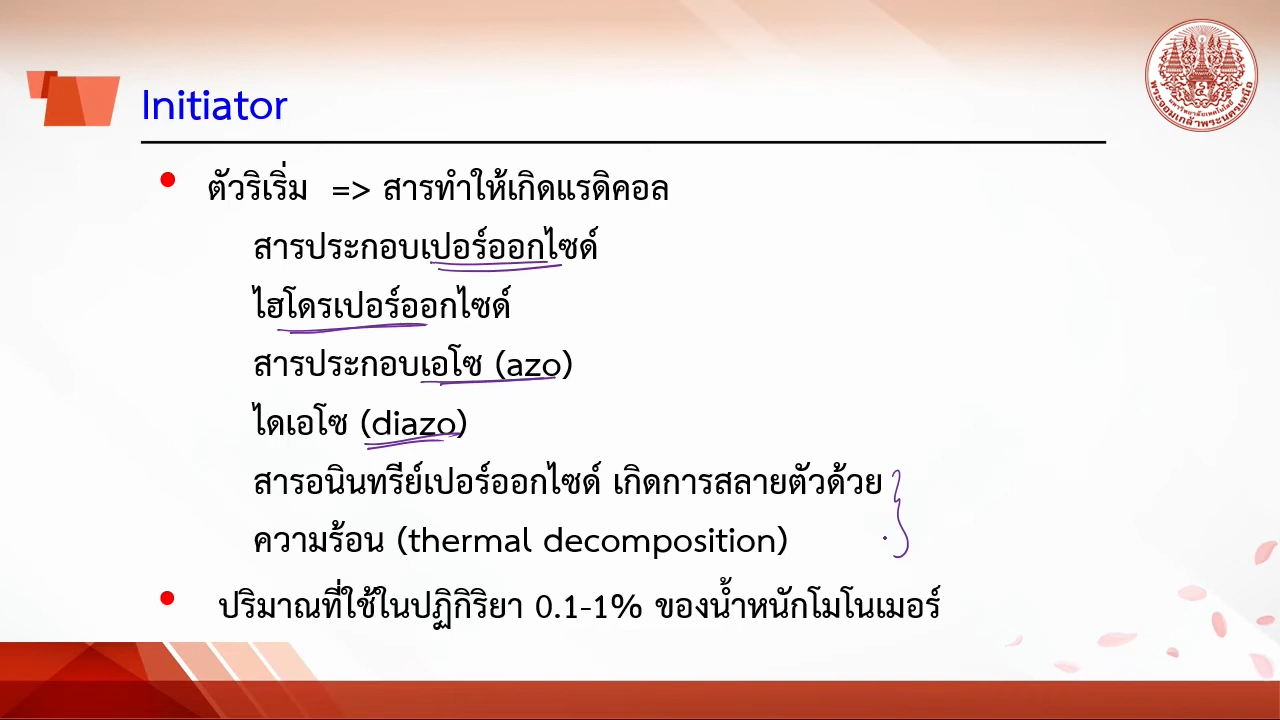 Initiator
ตัวริเริ่ม => สารทำให้เกิดแรดิคอล
สารประกอบเปอร์ออกไซด์
ไฮโดรเปอร์ออกไซด์
สารประกอบเอโซ (azo)
ไดเอโซ (diazo)
สารอนินทรีย์เปอร์ออกไซด์ เกิดการสลายตัวด้วย
ความร้อน (thermal decomposition)
ปริมาณที่ใช้ในปฏิกิริยา 0.1-1% ของน้ำหนักโมโนเมอร์